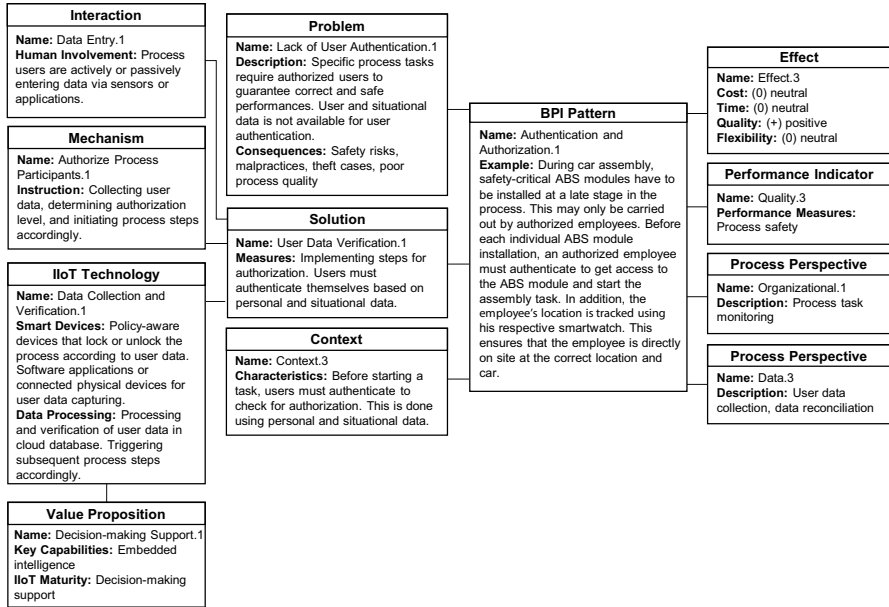 Interaction
Name: Data Entry.1
Human Involvement: Process
users are actively or passively
entering data via sensors or
applications.
Mechanism
Name: Authorize Process
Participants.1
Instruction: Collecting user
data, determining authorization
level, and initiating process steps
accordingly.
IIoT Technology
Name: Data Collection and
Verification.1
Smart Devices: Policy-aware
devices that lock or unlock
the process according to user data.
Software applications or
connected physical devices for
user data capturing.
Data Processing: Processing
and verification of user data in
cloud database. Triggering
subsequent process steps
accordingly.
Value Proposition
Name: Decision-making Support.1
Key Capabilities: Embedded
intelligence
IIoT Maturity: Decision-making
support
Problem
Name: Lack of User Authentication.1
Description: Specific process tasks
require authorized users to
guarantee correct and safe
performances. User and situational
data is not available for user
authentication.
Consequences: Safety risks,
malpractices, theft cases, poor
process quality
Solution
Name: User Data Verification.1
Measures: Implementing steps for
authorization. Users must
authenticate themselves based on
personal and situational data.
Context
Name: Context.3
Characteristics: Before starting a
task, users must authenticate to
check for authorization. This is done
using personal and situational data.
BPI Pattern
Name: Authentication and
Authorization.1
Example: During car assembly,
safety-critical ABS modules have to
be installed at a late stage in the
process. This may only be carried
out by authorized employees. Before
each individual ABS module
installation, an authorized employee
must authenticate to get access to
the ABS module and start the
assembly task. In addition, the
employee's location is tracked using
his respective smartwatch. This
ensures that the employee is directly
on site at the correct location and
car.
Effect
Name: Effect.3
Cost: (0) neutral
Time: (0) neutral
Quality: (+) positive
Flexibility: (0) neutral
Performance Indicator
Name: Quality.3
Performance Measures:
Process safety
Process Perspective
Name: Organizational.1
Description: Process task
monitoring
Process Perspective
Name: Data.3
Description: User data
collection, data reconciliation